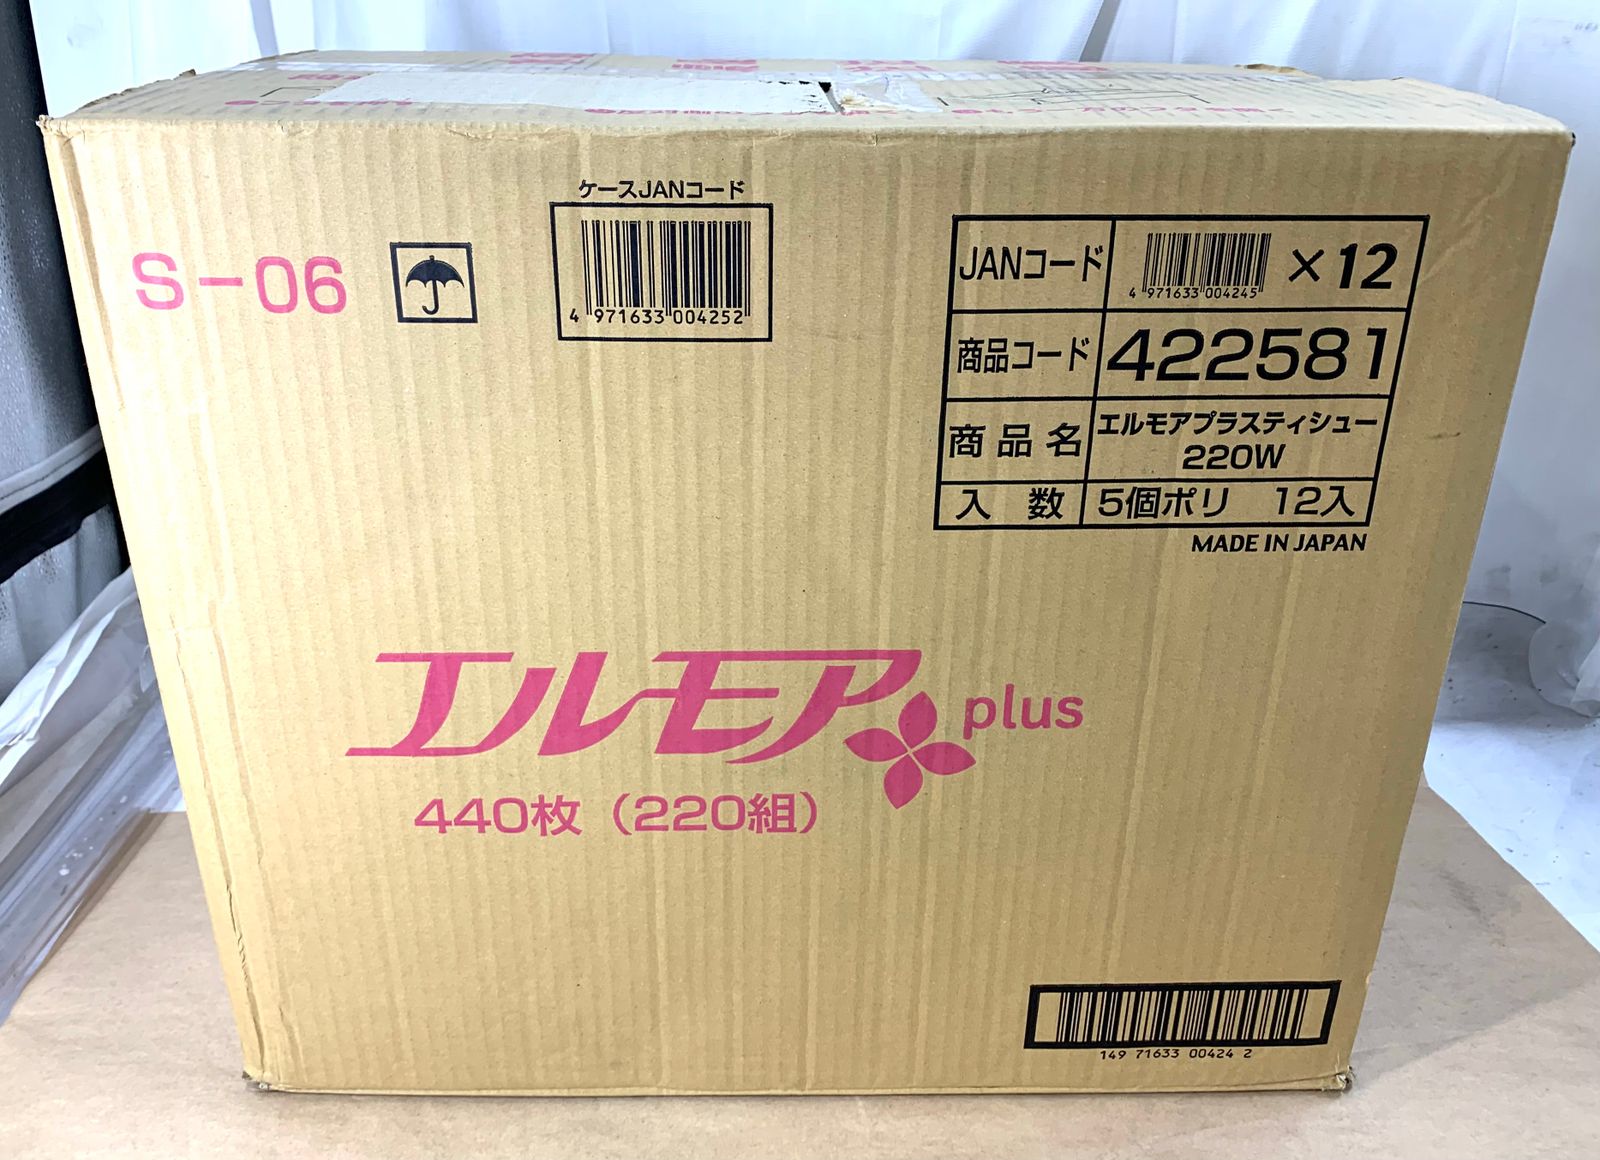 ケースJANコード
4 971633 004252
S-06
JANコード
4 971633 004245
×12
商品コード 422581
商品名 エルモアプラスティシュー
220W
入数 5個ポリ 12入
MADE IN JAPAN
エルモア plus
440枚（220組）
149 71633 00424 2